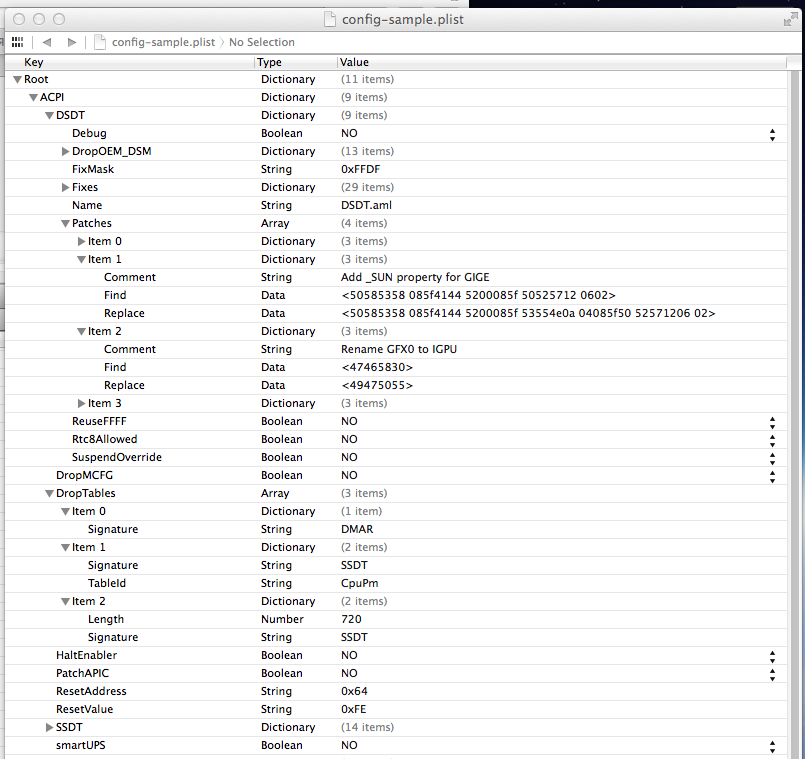 config-sample.plist
config-sample.plist No Selection
Key Type Value
Root Dictionary (11 items)
ACPI Dictionary (9 items)
DSDT Dictionary (9 items)
Debug Boolean NO
DropOEM_DSM Dictionary (13 items)
FixMask String 0xFFDF
Fixes Dictionary (29 items)
Name String DSDT.aml
Patches Array (4 items)
Item 0 Dictionary (3 items)
Item 1 Dictionary (3 items)
Comment String Add _SUN property for GIGE
Find Data <50585358 085f4144 5200085f 50525712 0602>
Replace Data <50585358 085f4144 5200085f 53554e0a 04085f50 52571206 02>
Item 2 Dictionary (3 items)
Comment String Rename GFX0 to IGPU
Find Data <47465830>
Replace Data <49475055>
Item 3 Dictionary (3 items)
ReuseFFFF Boolean NO
Rtc8Allowed Boolean NO
SuspendOverride Boolean NO
DropMCFG Boolean NO
DropTables Array (3 items)
Item 0 Dictionary (1 item)
Signature String DMAR
Item 1 Dictionary (2 items)
Signature String SSDT
TableId String CpuPm
Item 2 Dictionary (2 items)
Length Number 720
Signature String SSDT
HaltEnabler Boolean NO
PatchAPIC Boolean NO
ResetAddress String 0x64
ResetValue String 0xFE
SSDT Dictionary (14 items)
smartUPS Boolean NO